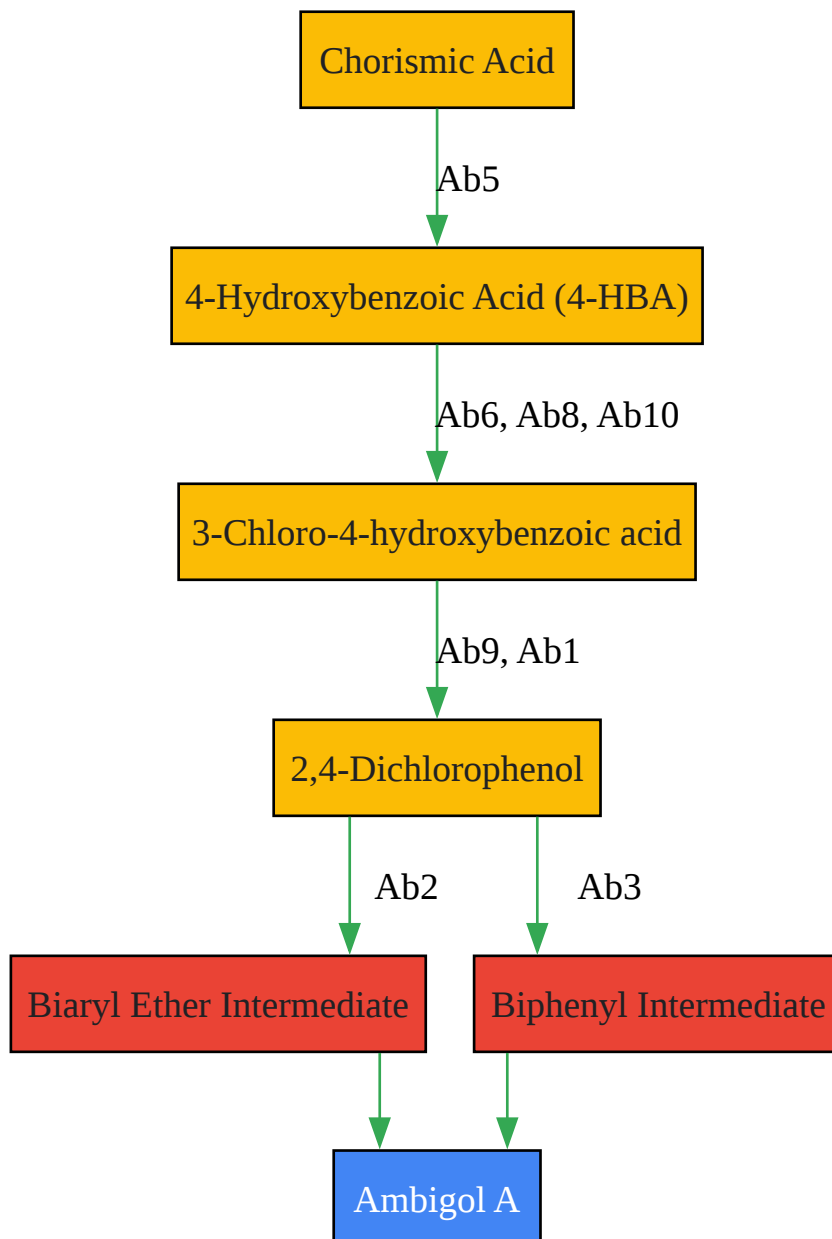 Chorismic Acid
Ab5
4-Hydroxybenzoic Acid (4-HBA)
Ab6, Ab8, Ab10
3-Chloro-4-hydroxybenzoic acid
Ab9, Ab1
2,4-Dichlorophenol
Ab2
Ab3
Biaryl Ether Intermediate
Biphenyl Intermediate
Ambigol A